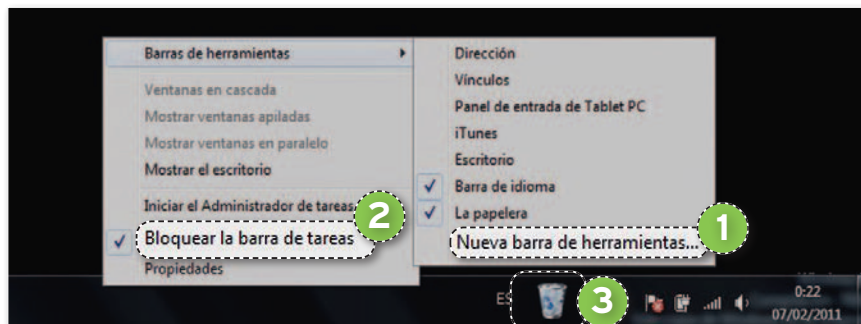 Barras de herramientas
Ventanas en cascada
Mostrar ventanas apiladas
Mostrar ventanas en paralelo
Mostrar el escritorio
Iniciar el Administrador de tareas
2
Bloquear la barra de tareas
Propiedades
Dirección
Vínculos
Panel de entrada de Tablet PC
iTunes
Escritorio
Barra de idioma
La papelera
1
Nueva barra de herramientas...
ES
3
0:22
07/02/2011